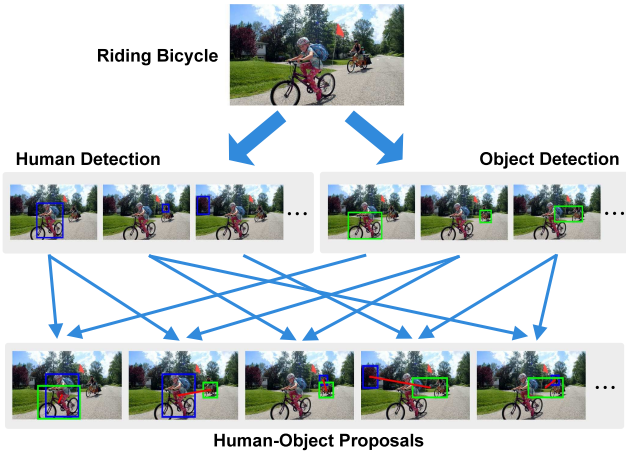 Riding Bicycle
Human Detection
Object Detection
...
...
...
Human-Object Proposals